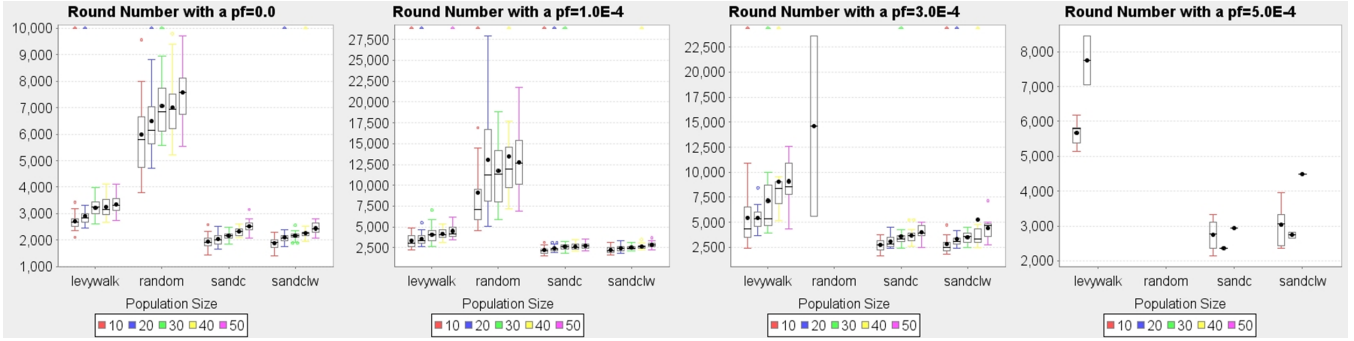 Round Number with a pf=0.0
10,000
9,000
8,000
7,000
6,000
5,000
4,000
3,000
2,000
1,000
levywalk random sandc sandclw
Population Size
10 20 30 40 50
Round Number with a pf=1.0E-4
27,500
25,000
22,500
20,000
17,500
15,000
12,500
10,000
7,500
5,000
2,500
levywalk random sandc sandclw
Population Size
10 20 30 40 50
Round Number with a pf=3.0E-4
22,500
20,000
17,500
15,000
12,500
10,000
7,500
5,000
2,500
levywalk random sandc sandclw
Population Size
10 20 30 40 50
Round Number with a pf=5.0E-4
8,000
7,000
6,000
5,000
4,000
3,000
2,000
levywalk random sandc sandclw
Population Size
10 20 30 40 50